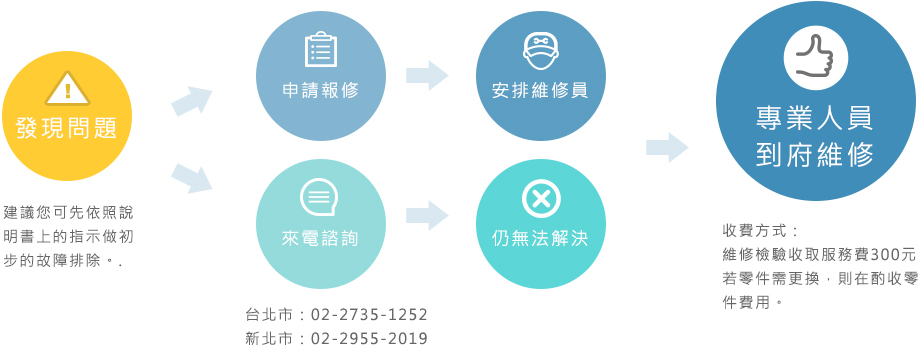 發現問題
建議您可先依照說
明書上的指示做初
步的故障排除。.
申請報修
安排維修員
來電諮詢
仍無法解決
台北市：02-2735-1252
新北市：02-2955-2019
專業人員
到府維修
收費方式：
維修檢驗收取服務費300元
若零件需更換，則在酌收零
件費用。